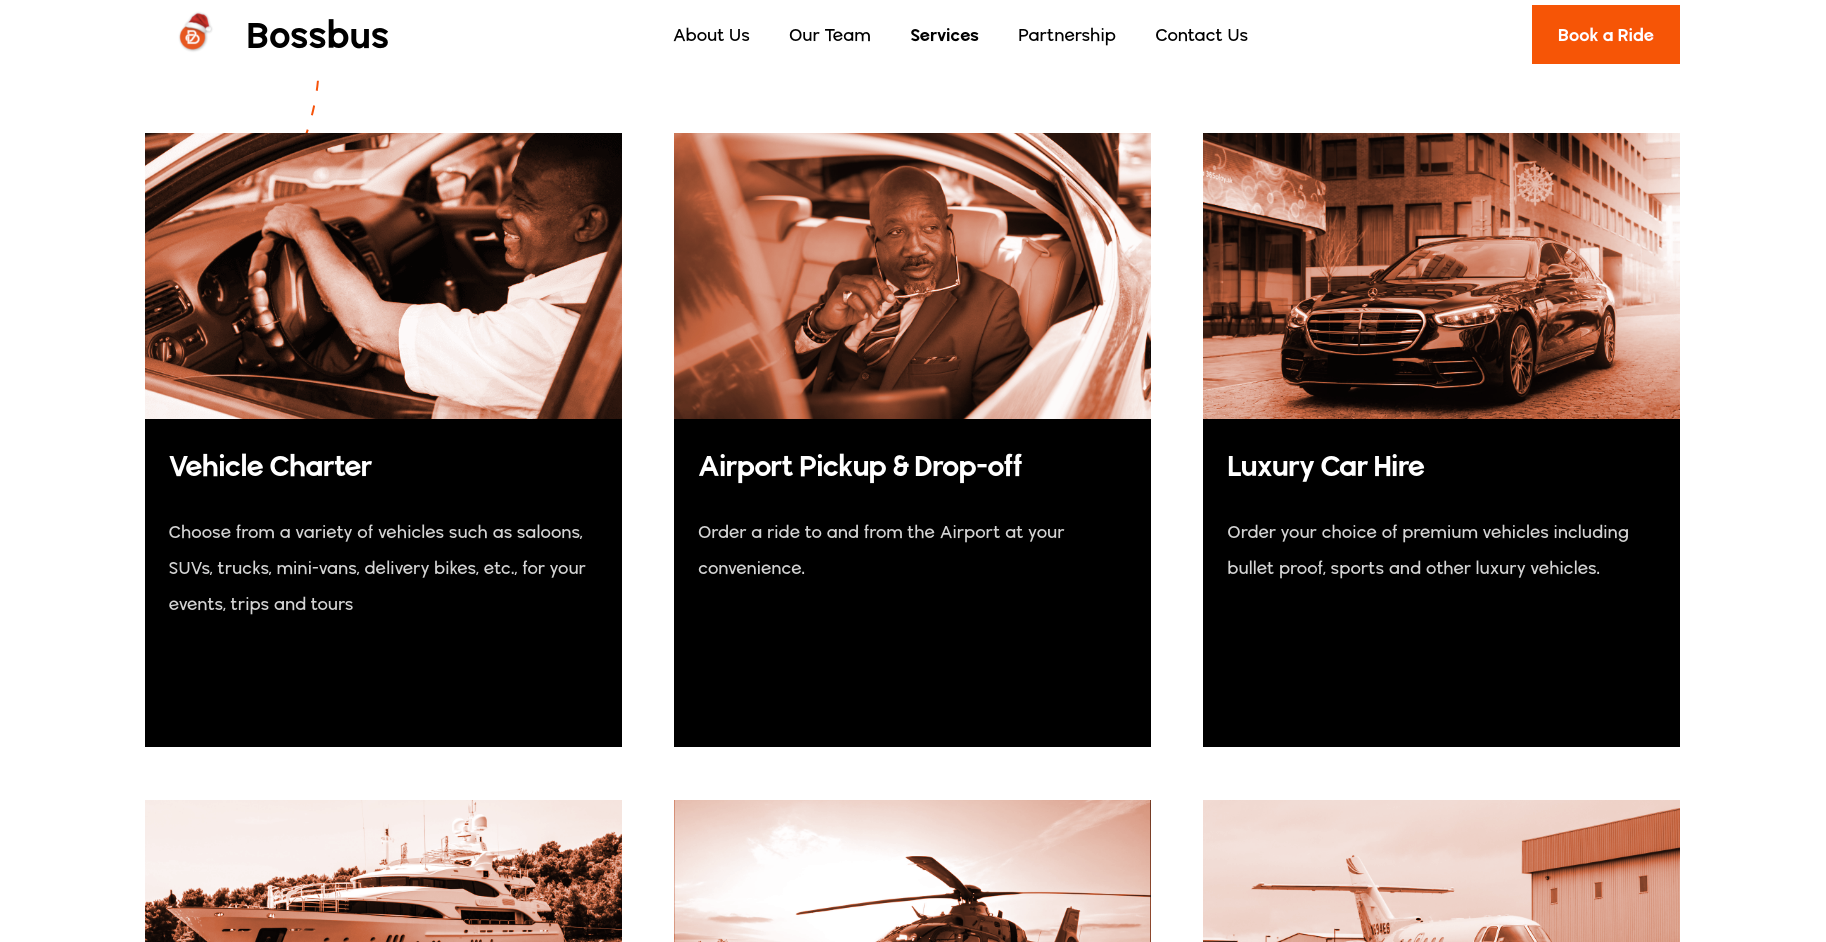 Bossbus
About Us
Our Team
Services
Partnership
Contact Us
Book a Ride
Vehicle Charter
Choose from a variety of vehicles such as saloons,
SUVs, trucks, mini-vans, delivery bikes, etc., for your
events, trips and tours
Airport Pickup & Drop-off
Order a ride to and from the Airport at your
convenience.
Luxury Car Hire
Order your choice of premium vehicles including
bullet proof, sports and other luxury vehicles.